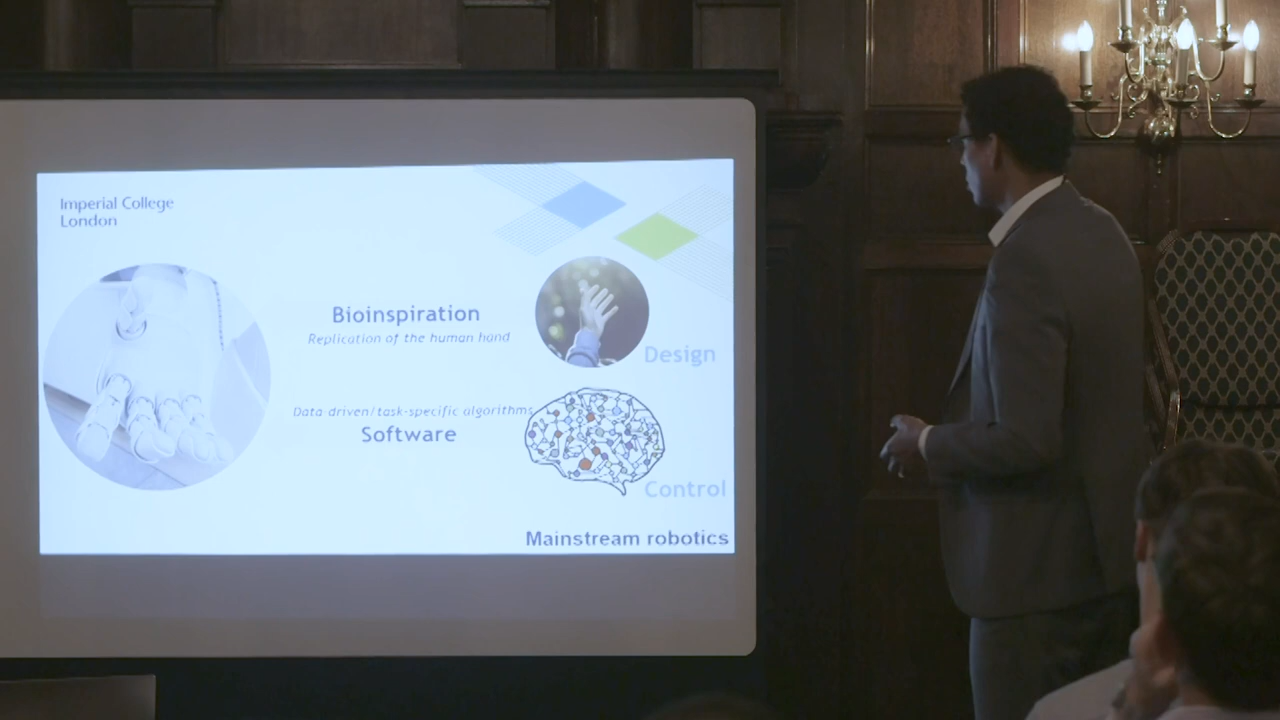 Imperial College
London
Bioinspiration
Replication of the human hand
Design
Data-driven/task-specific algorithms
Software
Control
Mainstream robotics